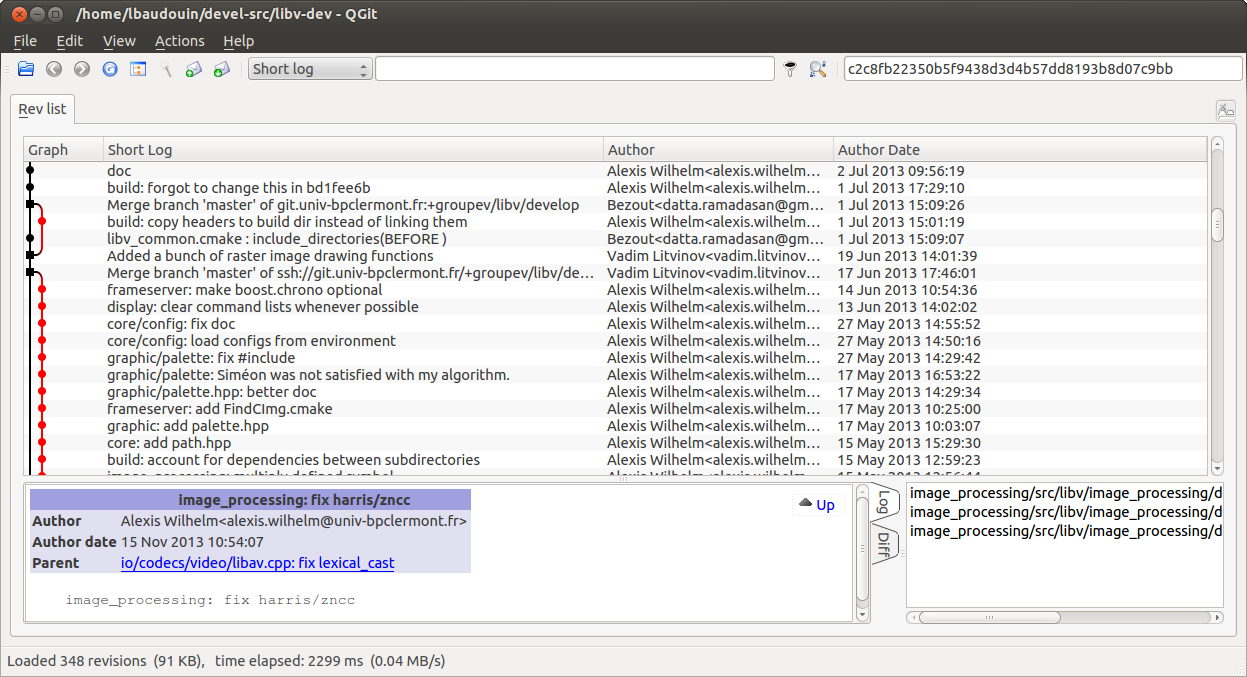 /home/lbaudouin/devel-src/libv-dev - QGit
File Edit View Actions Help
Short log c2c8fb22350b5f9438d3d4b57dd8193b8d07c9bb
Rev list
Graph Short Log Author Author Date
doc Alexis Wilhelm<alexis.wilhelm... 2 Jul 2013 09:56:19
build: forgot to change this in bd1fee6b Alexis Wilhelm<alexis.wilhelm... 1 Jul 2013 17:29:10
Merge branch 'master' of git.univ-bpclermont.fr:+groupev/libv/develop Bezout<datta.ramadasan@gm... 1 Jul 2013 15:09:26
build: copy headers to build dir instead of linking them Alexis Wilhelm<alexis.wilhelm... 1 Jul 2013 15:01:19
libv_common.cmake : include_directories(BEFORE ) Bezout<datta.ramadasan@gm... 1 Jul 2013 15:09:07
Added a bunch of raster image drawing functions Vadim Litvinov<vadim.litvinov... 19 Jun 2013 14:01:39
Merge branch 'master' of ssh://git.univ-bpclermont.fr/+groupev/libv/de... Vadim Litvinov<vadim.litvinov... 17 Jun 2013 17:46:01
frameserver: make boost.chrono optional Alexis Wilhelm<alexis.wilhelm... 14 Jun 2013 10:54:36
display: clear command lists whenever possible Alexis Wilhelm<alexis.wilhelm... 13 Jun 2013 14:02:02
core/config: fix doc Alexis Wilhelm<alexis.wilhelm... 27 May 2013 14:55:52
core/config: load configs from environment Alexis Wilhelm<alexis.wilhelm... 27 May 2013 14:50:16
graphic/palette: fix #include Alexis Wilhelm<alexis.wilhelm... 27 May 2013 14:29:42
graphic/palette: Siméon was not satisfied with my algorithm. Alexis Wilhelm<alexis.wilhelm... 17 May 2013 16:53:22
graphic/palette.hpp: better doc Alexis Wilhelm<alexis.wilhelm... 17 May 2013 14:29:34
frameserver: add FindCImg.cmake Alexis Wilhelm<alexis.wilhelm... 17 May 2013 10:25:00
graphic: add palette.hpp Alexis Wilhelm<alexis.wilhelm... 17 May 2013 10:03:07
core: add path.hpp Alexis Wilhelm<alexis.wilhelm... 15 May 2013 15:29:30
build: account for dependencies between subdirectories Alexis Wilhelm<alexis.wilhelm... 15 May 2013 12:59:23
image_processing: fix harris/zncc
Author Alexis Wilhelm<alexis.wilhelm@univ-bpclermont.fr>
Author date 15 Nov 2013 10:54:07
Parent io/codecs/video/libav.cpp: fix lexical_cast
image_processing: fix harris/zncc
Up
Log
Diff
image_processing/src/libv/image_processing/d
image_processing/src/libv/image_processing/d
image_processing/src/libv/image_processing/d
Loaded 348 revisions (91 KB), time elapsed: 2299 ms (0.04 MB/s)